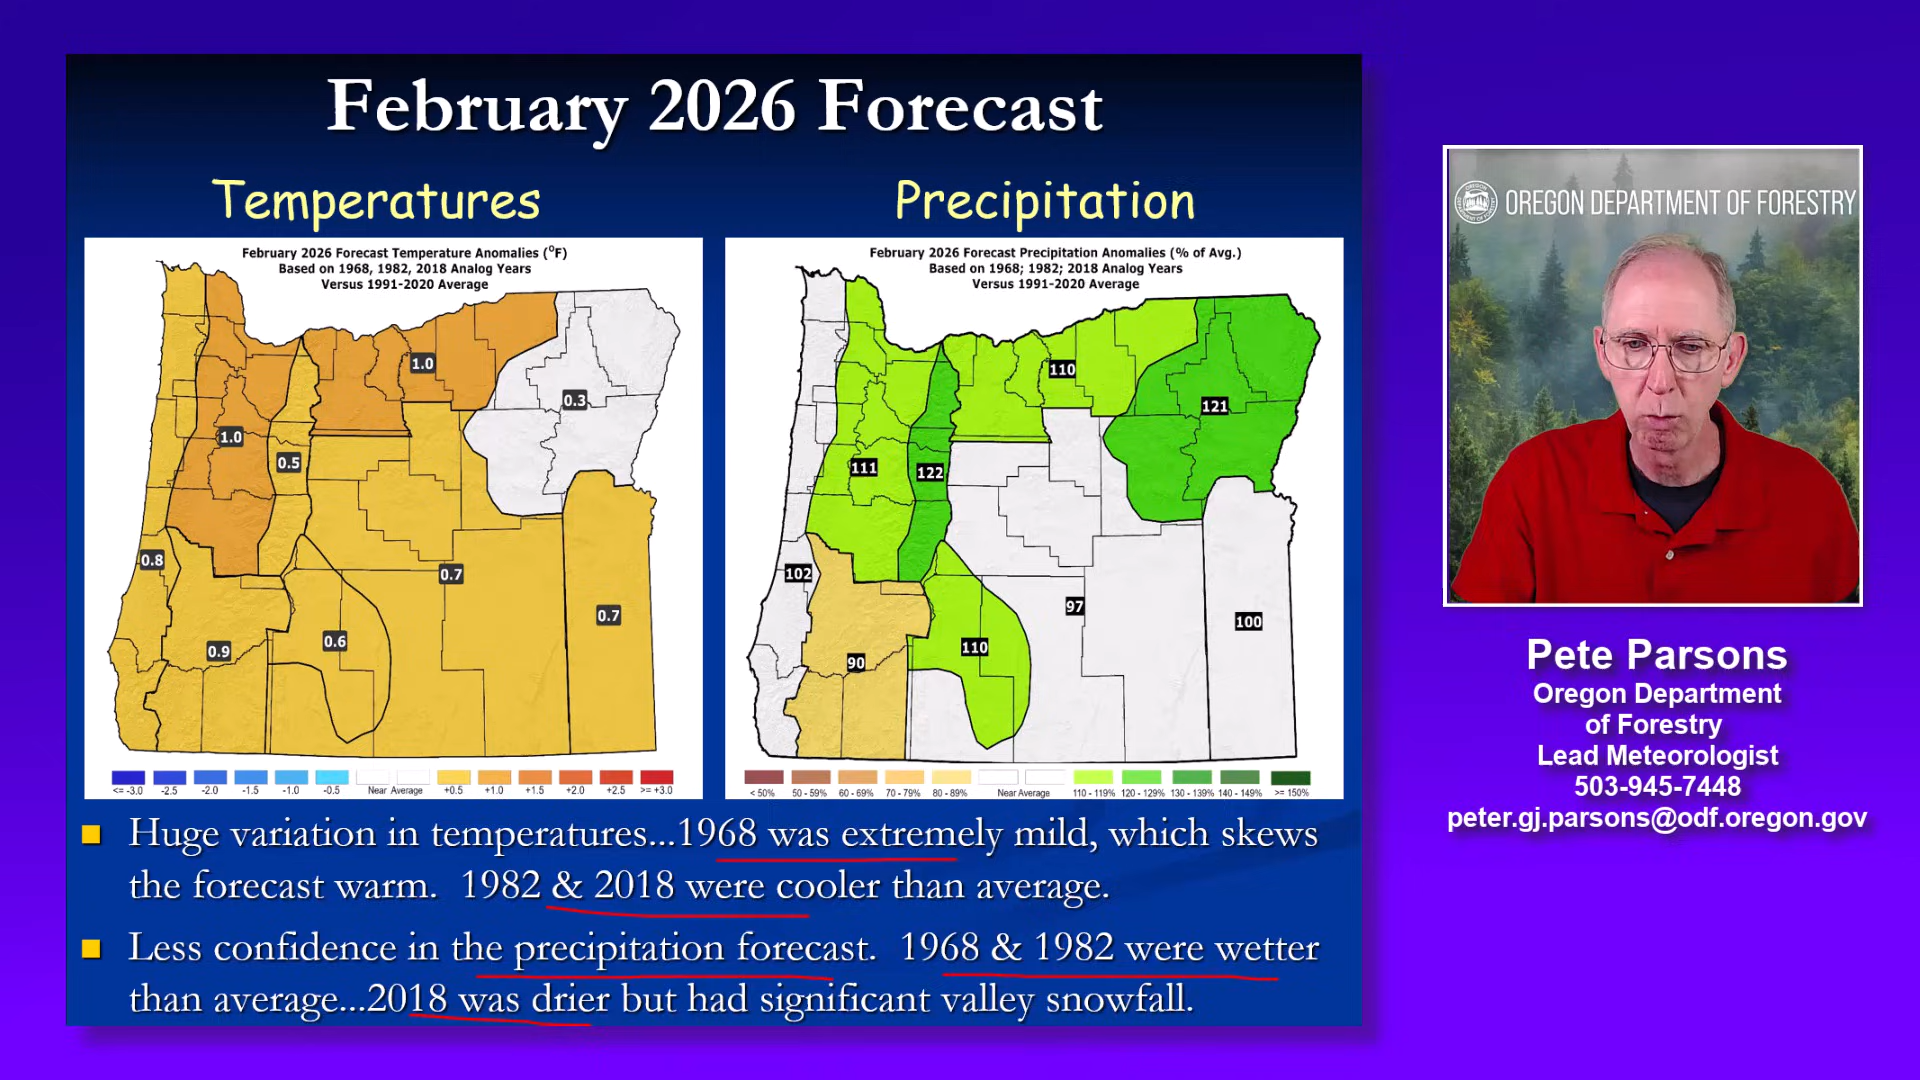 February 2026 Forecast
Temperatures
Precipitation
February 2026 Forecast Temperature Anomalies (°F)
Based on 1968, 1982, 2018 Analog Years
Versus 1991-2020 Average
1.0
0.3
1.0
0.5
0.8
0.7
0.7
0.6
0.9
<= -3.0 -2.5 -2.0 -1.5 -1.0 -0.5 Near Average +0.5 +1.0 +1.5 +2.0 +2.5 >= +3.0
February 2026 Forecast Precipitation Anomalies (% of Avg.)
Based on 1968; 1982; 2018 Analog Years
Versus 1991-2020 Average
110
121
111
122
102
97
100
110
90
< 50% 50 - 59% 60 - 69% 70 - 79% 80 - 89% Near Average 110 - 119% 120 - 129% 130 - 139% 140 - 149% >= 150%
Huge variation in temperatures...1968 was extremely mild, which skews
the forecast warm. 1982 & 2018 were cooler than average.
Less confidence in the precipitation forecast. 1968 & 1982 were wetter
than average...2018 was drier but had significant valley snowfall.
OREGON DEPARTMENT OF FORESTRY
Pete Parsons
Oregon Department
of Forestry
Lead Meteorologist
503-945-7448
peter.gj.parsons@odf.oregon.gov